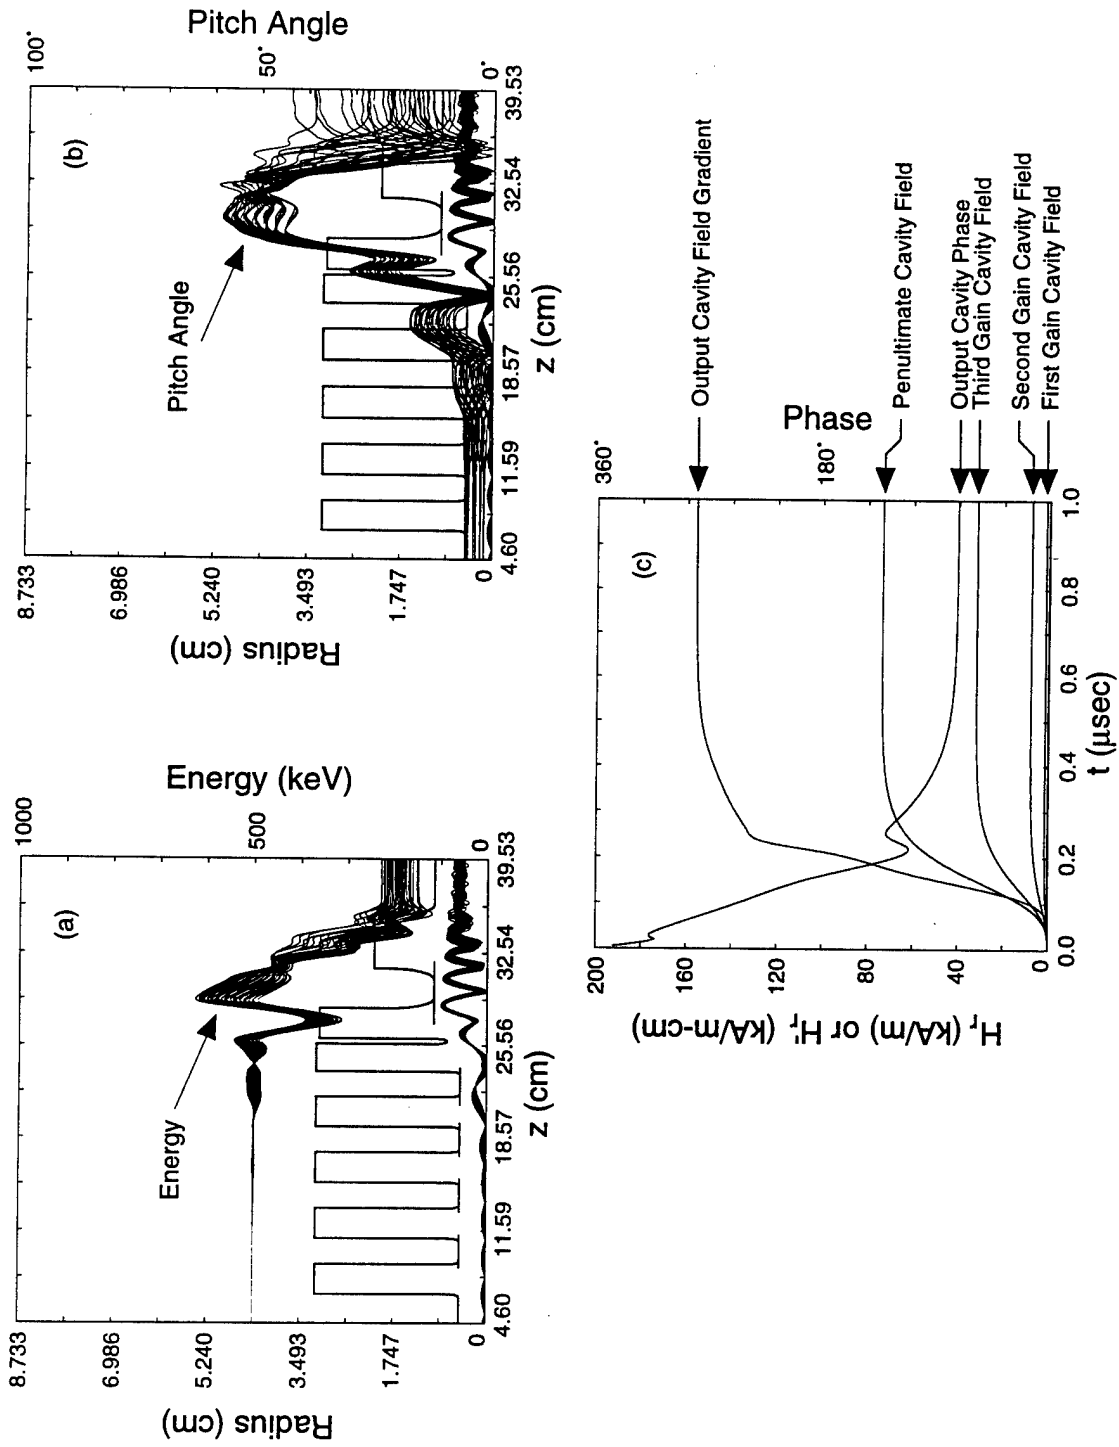 (a)
Radius (cm)
8.733
6.986
5.240
3.493
1.747
0
Energy
4.60
11.59
18.57
25.56
32.54
39.53
z (cm)
1000
500
0
Energy (keV)
(b)
Radius (cm)
8.733
6.986
5.240
3.493
1.747
0
Pitch Angle
4.60
11.59
18.57
25.56
32.54
39.53
z (cm)
100°
50°
0°
Pitch Angle
(c)
H_r (kA/m) or H'_r (kA/m-cm)
200
160
120
80
40
0
0.0
0.2
0.4
0.6
0.8
1.0
t (μsec)
360°
180°
Phase
Output Cavity Field Gradient
Penultimate Cavity Field
Output Cavity Phase
Third Gain Cavity Field
Second Gain Cavity Field
First Gain Cavity Field